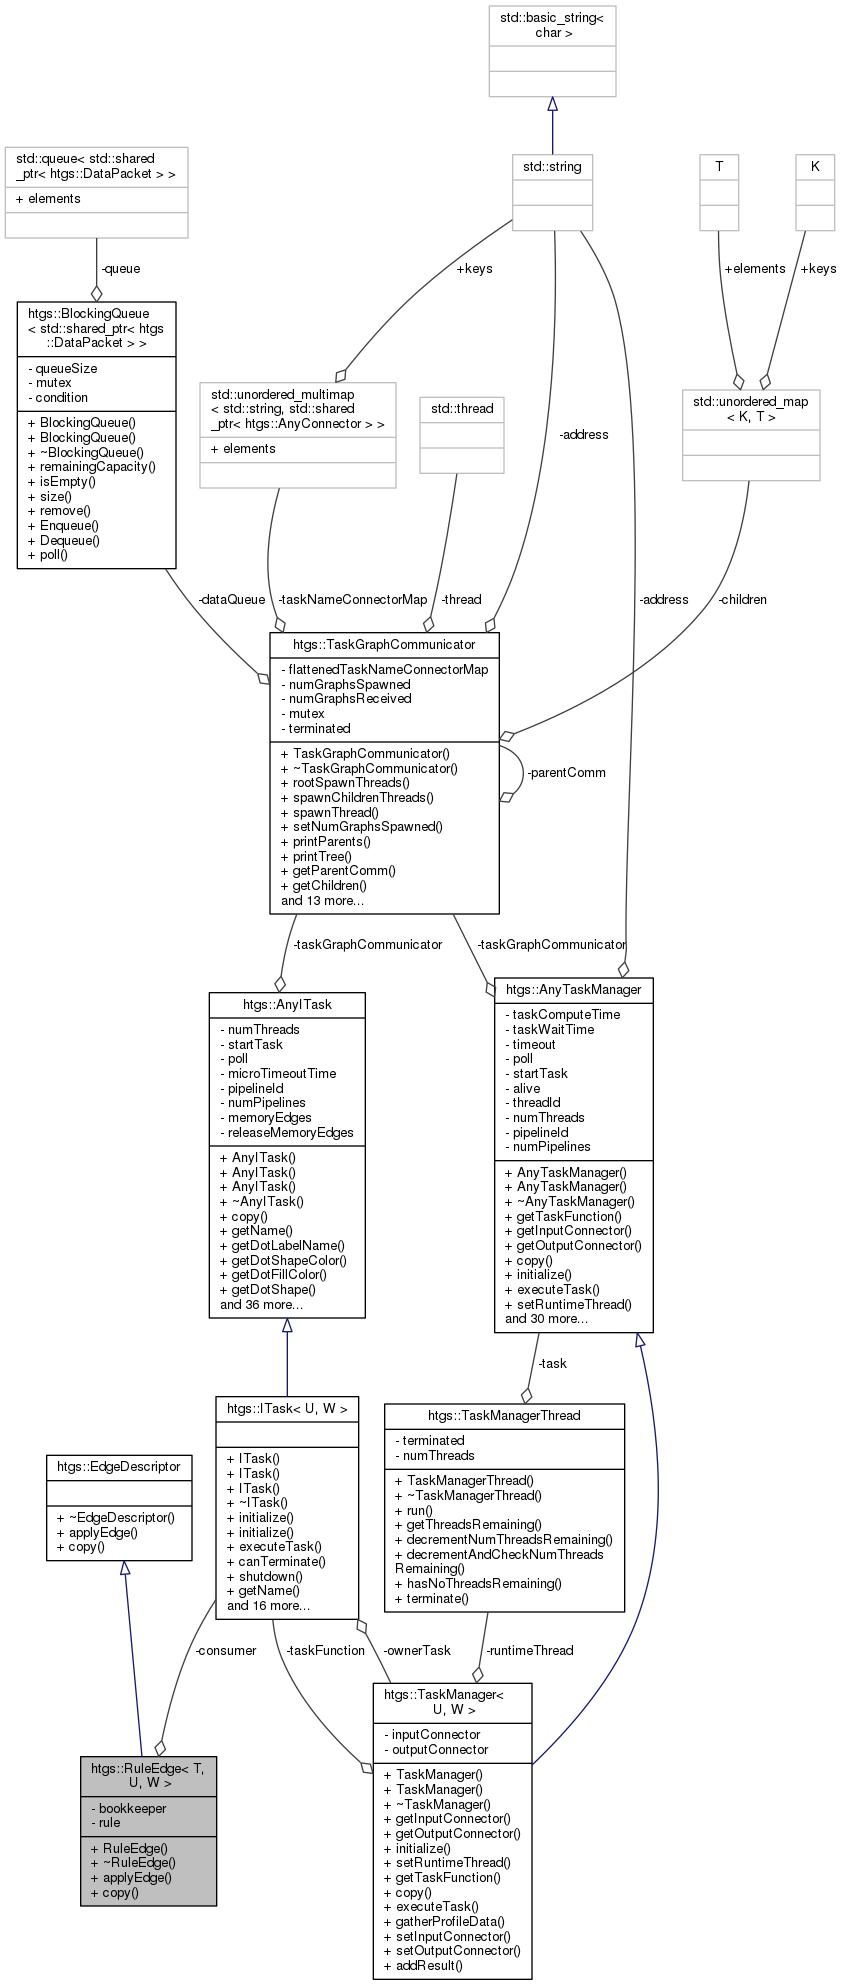 std::basic_string<
char >
std::queue< std::shared
_ptr< htgs::DataPacket > >
+ elements
std::string
T
K
-queue
+keys
+elements
+keys
htgs::BlockingQueue
< std::shared_ptr< htgs
::DataPacket > >
- queueSize
- mutex
- condition
+ BlockingQueue()
+ BlockingQueue()
+ ~BlockingQueue()
+ remainingCapacity()
+ isEmpty()
+ size()
+ remove()
+ Enqueue()
+ Dequeue()
+ poll()
std::unordered_multimap
< std::string, std::shared
_ptr< htgs::AnyConnector > >
+ elements
std::thread
-address
std::unordered_map
< K, T >
-dataQueue
-taskNameConnectorMap
-thread
-address
-children
htgs::TaskGraphCommunicator
- flattenedTaskNameConnectorMap
- numGraphsSpawned
- numGraphsReceived
- mutex
- terminated
+ TaskGraphCommunicator()
+ ~TaskGraphCommunicator()
+ rootSpawnThreads()
+ spawnChildrenThreads()
+ spawnThread()
+ setNumGraphsSpawned()
+ printParents()
+ printTree()
+ getParentComm()
+ getChildren()
and 13 more...
-parentComm
-taskGraphCommunicator
-taskGraphCommunicator
htgs::AnyITask
- numThreads
- startTask
- poll
- microTimeoutTime
- pipelineId
- numPipelines
- memoryEdges
- releaseMemoryEdges
+ AnyITask()
+ AnyITask()
+ AnyITask()
+ ~AnyITask()
+ copy()
+ getName()
+ getDotLabelName()
+ getDotShapeColor()
+ getDotFillColor()
+ getDotShape()
and 36 more...
htgs::AnyTaskManager
- taskComputeTime
- taskWaitTime
- timeout
- poll
- startTask
- alive
- threadId
- numThreads
- pipelineId
- numPipelines
+ AnyTaskManager()
+ AnyTaskManager()
+ ~AnyTaskManager()
+ getTaskFunction()
+ getInputConnector()
+ getOutputConnector()
+ copy()
+ initialize()
+ executeTask()
+ setRuntimeThread()
and 30 more...
-task
htgs::ITask< U, W >
+ ITask()
+ ITask()
+ ITask()
+ ~ITask()
+ initialize()
+ initialize()
+ executeTask()
+ canTerminate()
+ shutdown()
+ getName()
and 16 more...
htgs::TaskManagerThread
- terminated
- numThreads
+ TaskManagerThread()
+ ~TaskManagerThread()
+ run()
+ getThreadsRemaining()
+ decrementNumThreadsRemaining()
+ decrementAndCheckNumThreads
Remaining()
+ hasNoThreadsRemaining()
+ terminate()
htgs::EdgeDescriptor
+ ~EdgeDescriptor()
+ applyEdge()
+ copy()
-consumer
-taskFunction
-ownerTask
-runtimeThread
htgs::RuleEdge< T,
U, W >
- bookkeeper
- rule
+ RuleEdge()
+ ~RuleEdge()
+ applyEdge()
+ copy()
htgs::TaskManager<
U, W >
- inputConnector
- outputConnector
+ TaskManager()
+ TaskManager()
+ ~TaskManager()
+ getInputConnector()
+ getOutputConnector()
+ initialize()
+ setRuntimeThread()
+ getTaskFunction()
+ copy()
+ executeTask()
+ gatherProfileData()
+ setInputConnector()
+ setOutputConnector()
+ addResult()